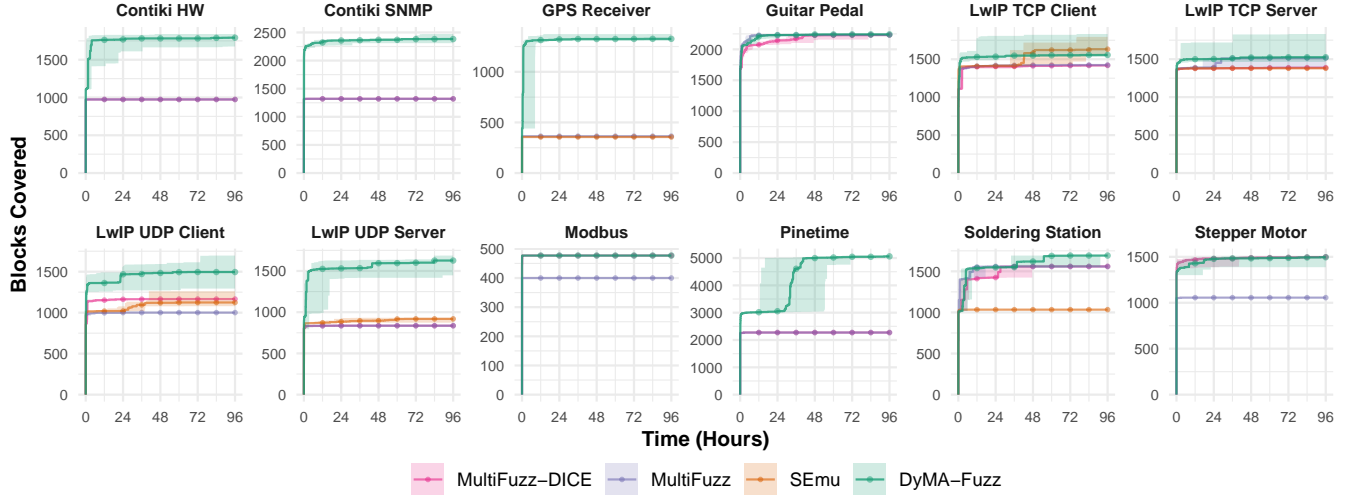 Contiki HW Contiki SNMP GPS Receiver Guitar Pedal LwIP TCP Client LwIP TCP Server
1500 1000 500 0
2500 2000 1500 1000 500 0
1000 500 0
2000 1500 1000 500 0
1500 1000 500 0
1500 1000 500 0
0 24 48 72 96 0 24 48 72 96 0 24 48 72 96 0 24 48 72 96 0 24 48 72 96 0 24 48 72 96
Blocks Covered
LwIP UDP Client LwIP UDP Server Modbus Pinetime Soldering Station Stepper Motor
1500 1000 500 0
1500 1000 500 0
500 400 300 200 100 0
5000 4000 3000 2000 1000 0
1500 1000 500 0
1500 1000 500 0
0 24 48 72 96 0 24 48 72 96 0 24 48 72 96 0 24 48 72 96 0 24 48 72 96 0 24 48 72 96
Time (Hours)
MultiFuzz-DICE MultiFuzz SEmu DyMA-Fuzz